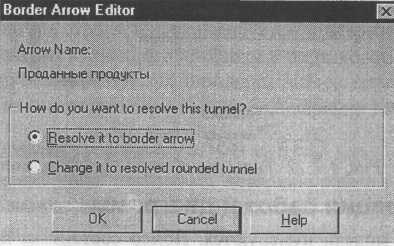 Border Arrow Editor
Arrow Name:
Проданные продукты
How do you want to resolve this tunnel?
Resolve it to border arrow
Change it to resolved rounded tunnel
OK Cancel Help